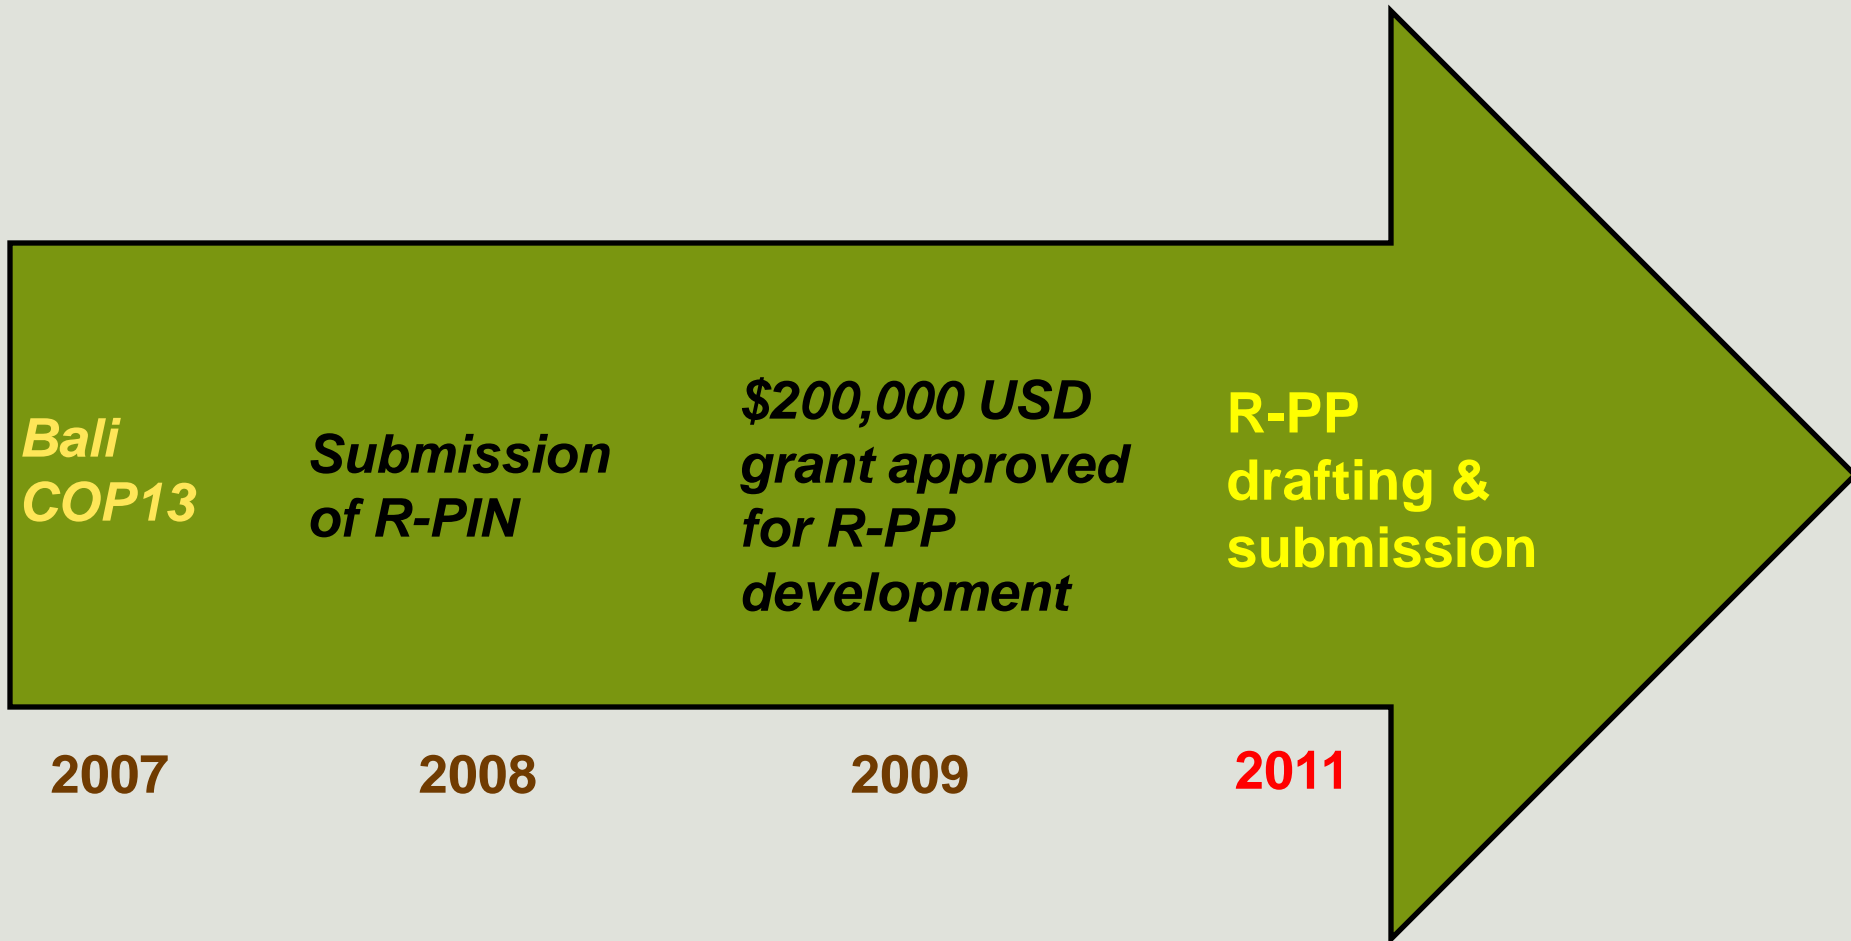 Bali
COP13
Submission
of R-PIN
$200,000 USD
grant approved
for R-PP
development
R-PP
drafting &
submission
2007
2008
2009
2011